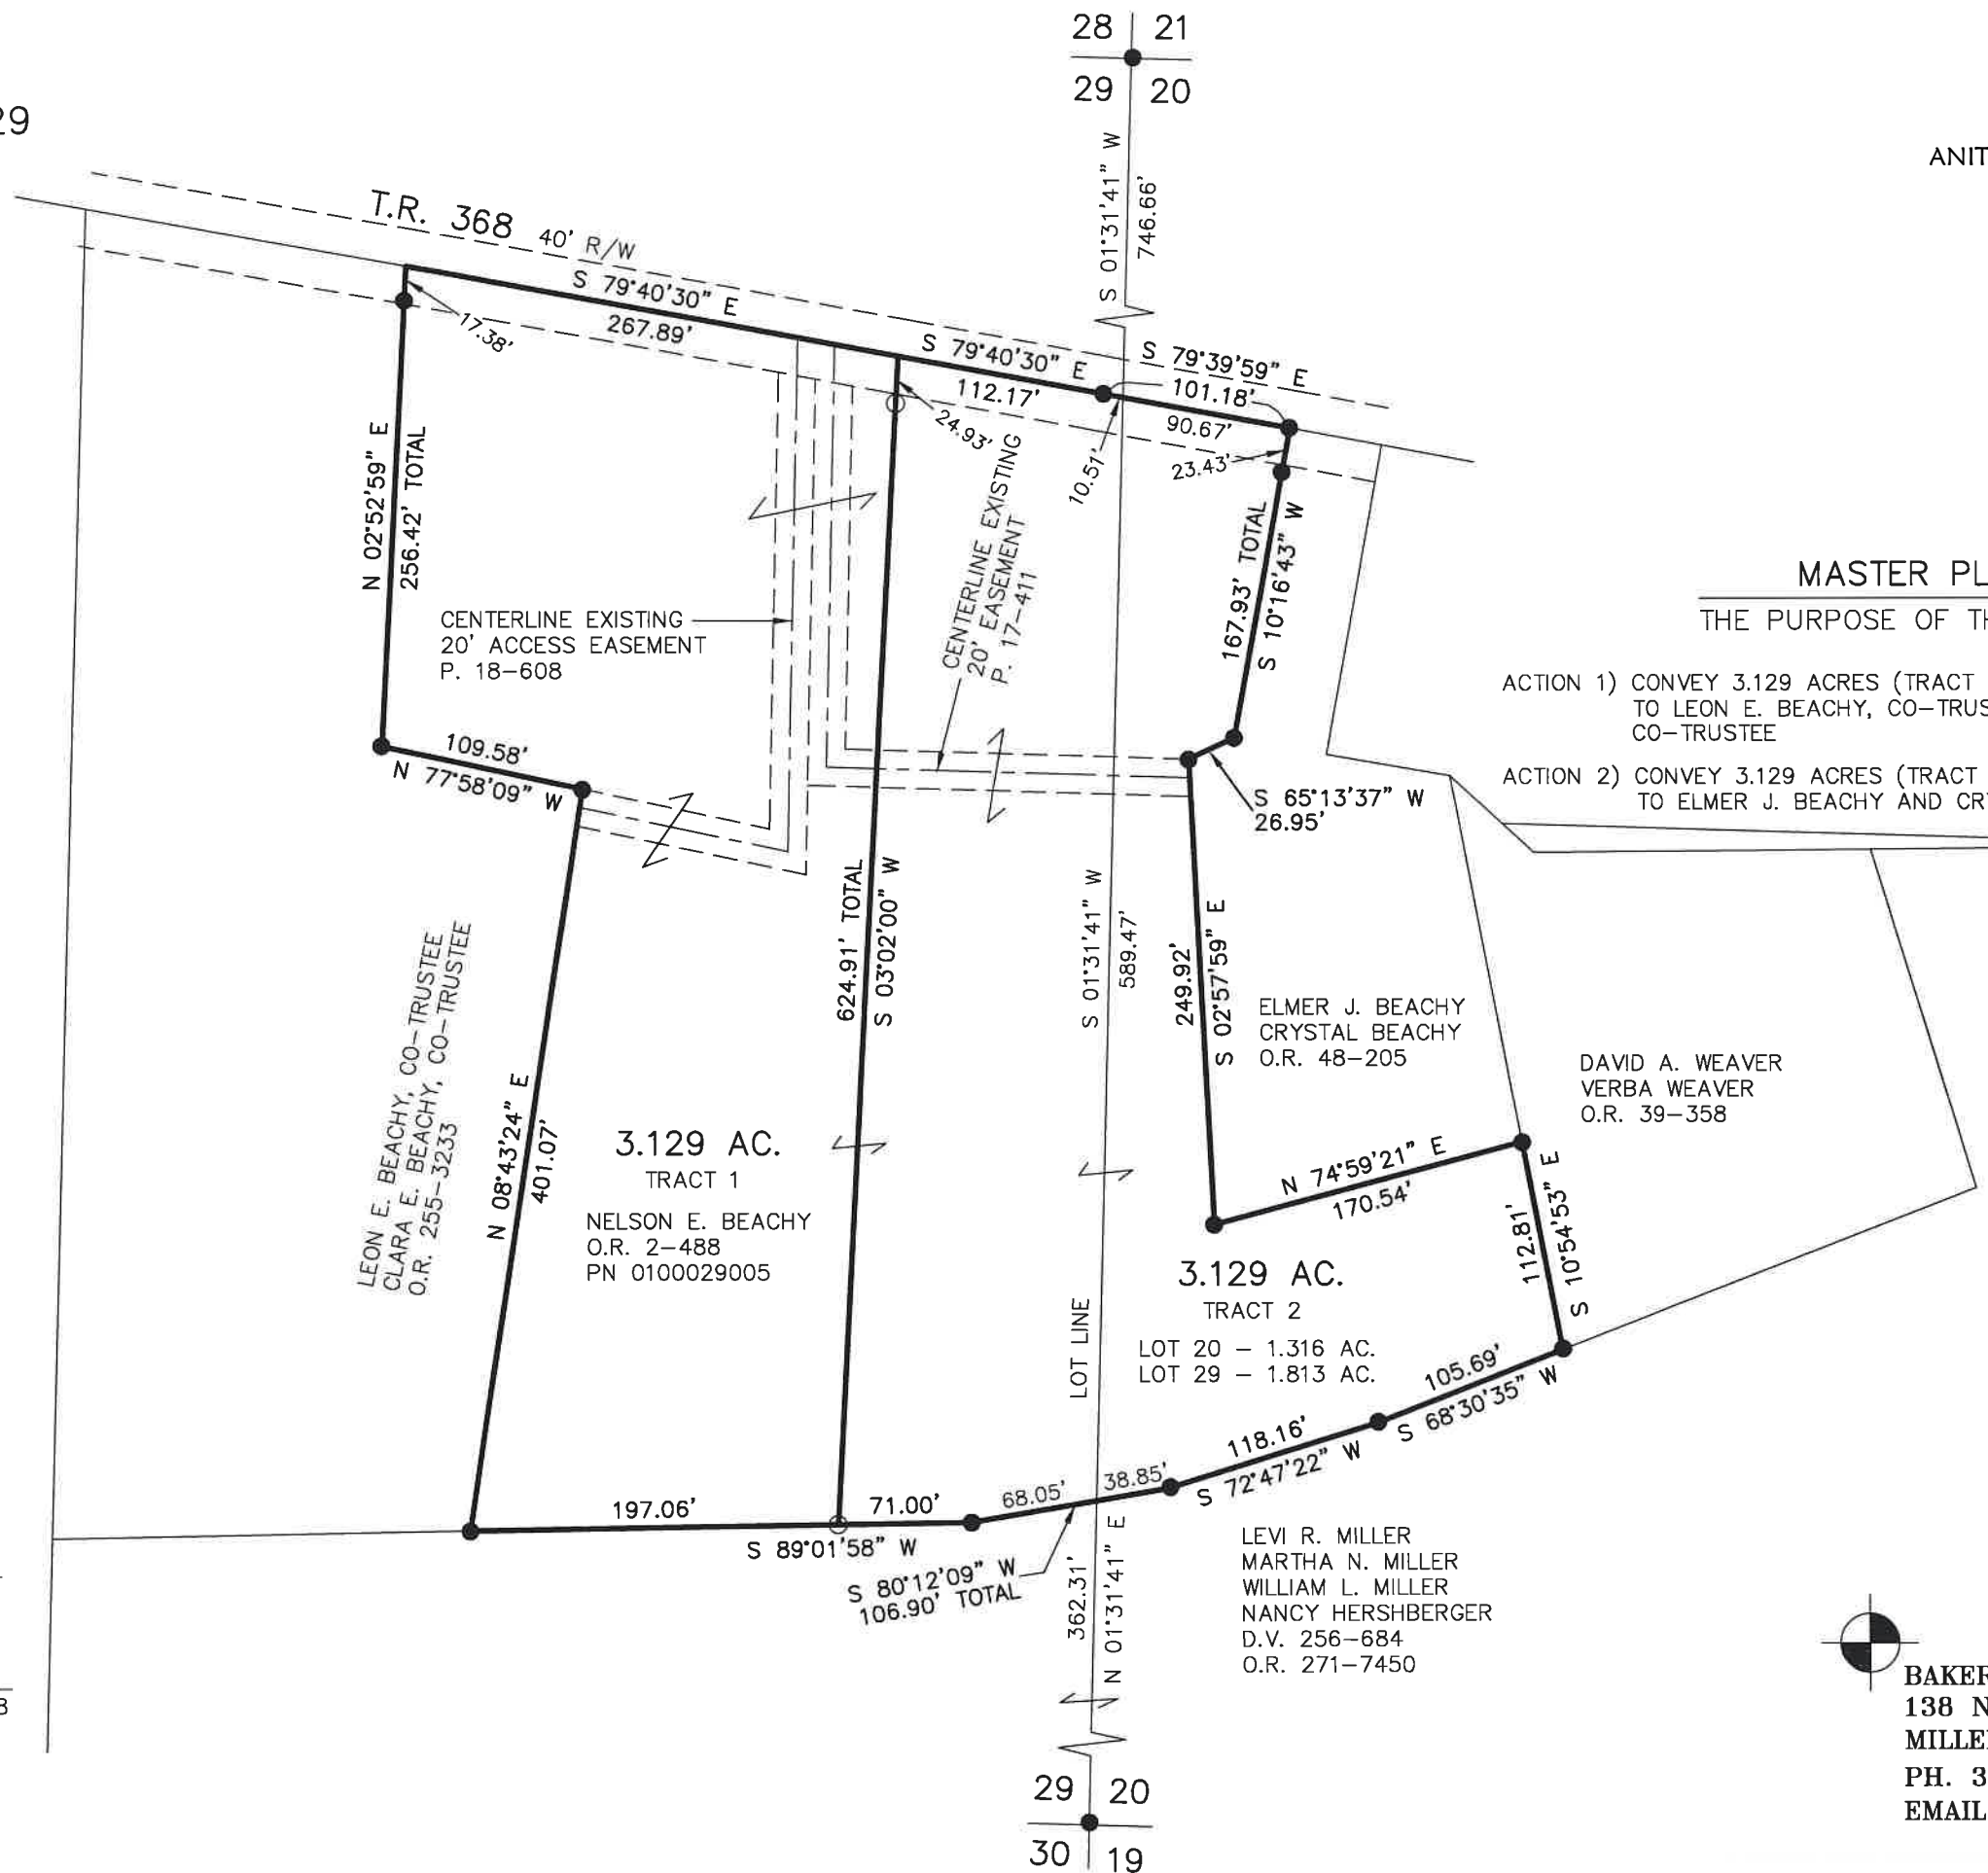 28 21
29 20
29
ANIT
S 01°31'41" W
746.66'
T.R. 368 40' R/W
S 79°40'30" E
267.89'
17.38'
S 79°40'30" E
112.17'
S 79°39'59" E
101.18'
90.67'
10.51'
23.43'
24.93'
N 02°52'59" E
256.42' TOTAL
CENTERLINE EXISTING
20' ACCESS EASEMENT
P. 18-608
CENTERLINE EXISTING
20' EASEMENT
P. 17-411
167.93' TOTAL
S 10°16'43" W
MASTER PL
THE PURPOSE OF TH
ACTION 1) CONVEY 3.129 ACRES (TRACT
TO LEON E. BEACHY, CO-TRUS
CO-TRUSTEE
ACTION 2) CONVEY 3.129 ACRES (TRACT
TO ELMER J. BEACHY AND CR
109.58'
N 77°58'09" W
S 65°13'37" W
26.95'
624.91' TOTAL
S 03°02'00" W
S 01°31'41" W
589.47'
249.92'
S 02°57'59" E
ELMER J. BEACHY
CRYSTAL BEACHY
O.R. 48-205
DAVID A. WEAVER
VERBA WEAVER
O.R. 39-358
LEON E. BEACHY, CO-TRUSTEE
CLARA E. BEACHY, CO-TRUSTEE
O.R. 255-3233
N 08°43'24" E
401.07'
3.129 AC.
TRACT 1
NELSON E. BEACHY
O.R. 2-488
PN 0100029005
N 74°59'21" E
170.54'
112.81'
S 10°54'53" E
3.129 AC.
TRACT 2
LOT 20 - 1.316 AC.
LOT 29 - 1.813 AC.
LOT LINE
105.69'
S 68°30'35" W
118.16'
S 72°47'22" W
197.06'
71.00'
68.05'
38.85'
S 89°01'58" W
S 80°12'09" W
106.90' TOTAL
362.31'
N 01°31'41" E
LEVI R. MILLER
MARTHA N. MILLER
WILLIAM L. MILLER
NANCY HERSHBERGER
D.V. 256-684
O.R. 271-7450
BAKER
138 N
MILLE
PH. 3
EMAIL
29 20
30 19